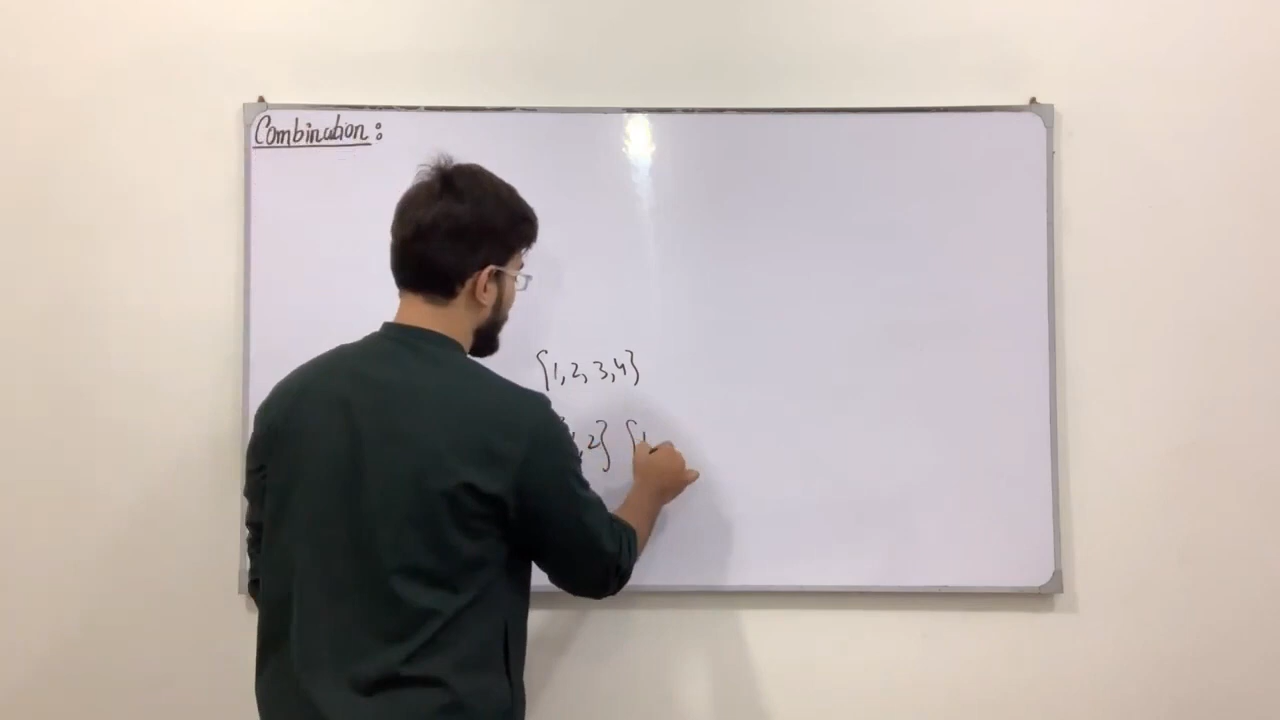 Combination:
{1, 2, 3, 4}
, 2} {1